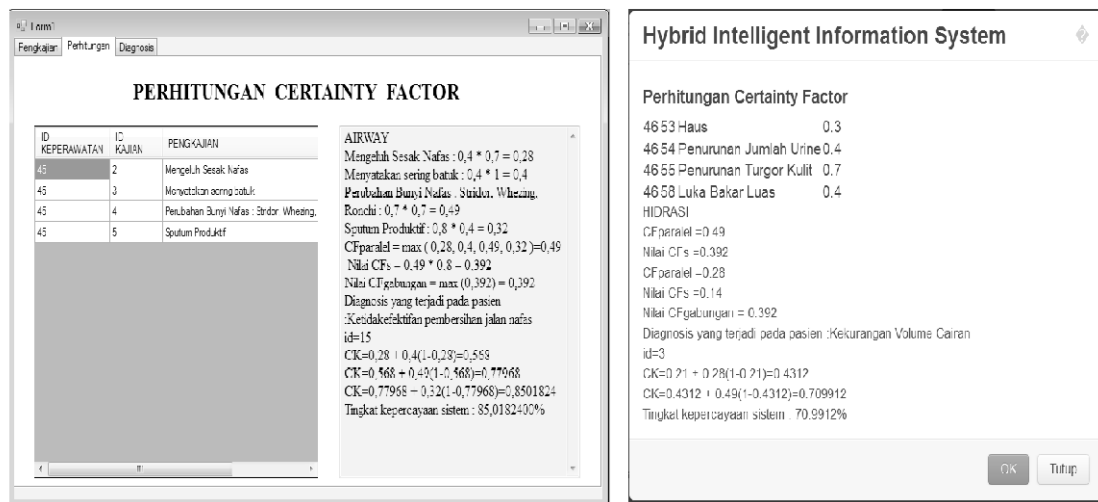 Form1
Pengkajian Perhitungan Diagnosis
PERHITUNGAN CERTAINTY FACTOR
ID KEPERAWATAN ID KAJIAN PENGKAJIAN
45 2 Mengeluh Sesak Nafas
45 3 Menyatakan sering batuk
45 4 Perubahan Bunyi Nafas : Stridor, Whezing,
45 5 Sputum Produktif
AIRWAY
Mengeluh Sesak Nafas : 0,4 * 0,7 = 0,28
Menyatakan sering batuk : 0,4 * 1 = 0,4
Perubahan Bunyi Nafas : Stridor, Whezing,
Ronchi : 0,7 * 0,7 = 0,49
Sputum Produktif : 0,8 * 0,4 = 0,32
CFparalel = max ( 0,28, 0,4, 0,49, 0,32 )=0,49
Nilai CFs = 0.49 * 0.8 = 0.392
Nilai CFgabungan = max (0,392) = 0,392
Diagnosis yang terjadi pada pasien
:Ketidakefektifan pembersihan jalan nafas
id=15
CK=0,28 + 0,4(1-0,28)=0,568
CK=0,568 + 0,49(1-0,568)=0,77968
CK=0,77968 + 0,32(1-0,77968)=0,8501824
Tingkat kepercayaan sistem : 85,0182400%
Hybrid Intelligent Information System
Perhitungan Certainty Factor
46 53 Haus 0.3
46 54 Penurunan Jumlah Urine 0.4
46 55 Penurunan Turgor Kulit 0.7
46 58 Luka Bakar Luas 0.4
HIDRASI
CFparalel =0.49
Nilai CFs =0.392
CFparalel =0.28
Nilai CFs =0.14
Nilai CFgabungan = 0.392
Diagnosis yang terjadi pada pasien :Kekurangan Volume Cairan
id=3
CK=0.21 + 0.28(1-0.21)=0.4312
CK=0.4312 + 0.49(1-0.4312)=0.709912
Tingkat kepercayaan sistem : 70.9912%
OK Tutup